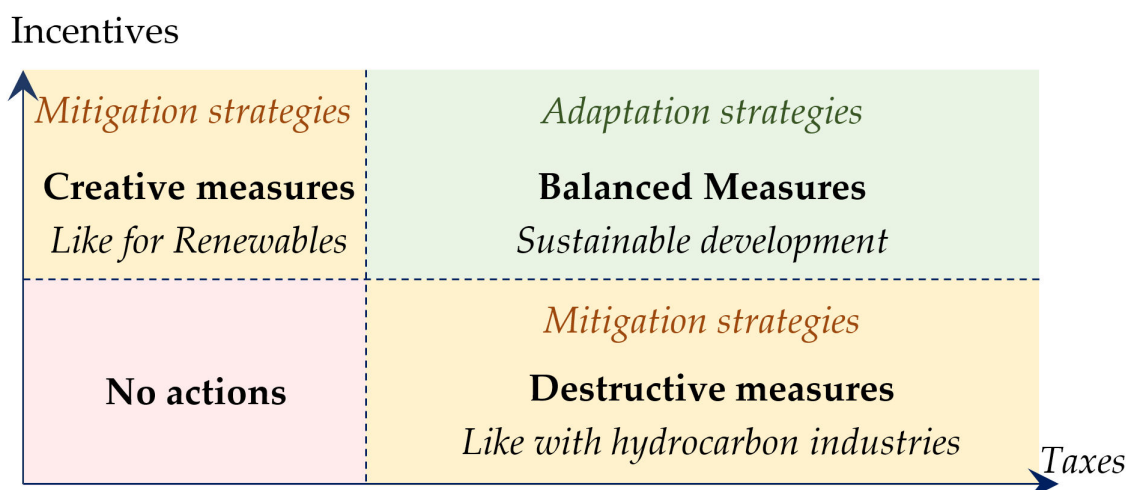 Incentives
Mitigation strategies
Creative measures
Like for Renewables
Adaptation strategies
Balanced Measures
Sustainable development
No actions
Mitigation strategies
Destructive measures
Like with hydrocarbon industries
Taxes